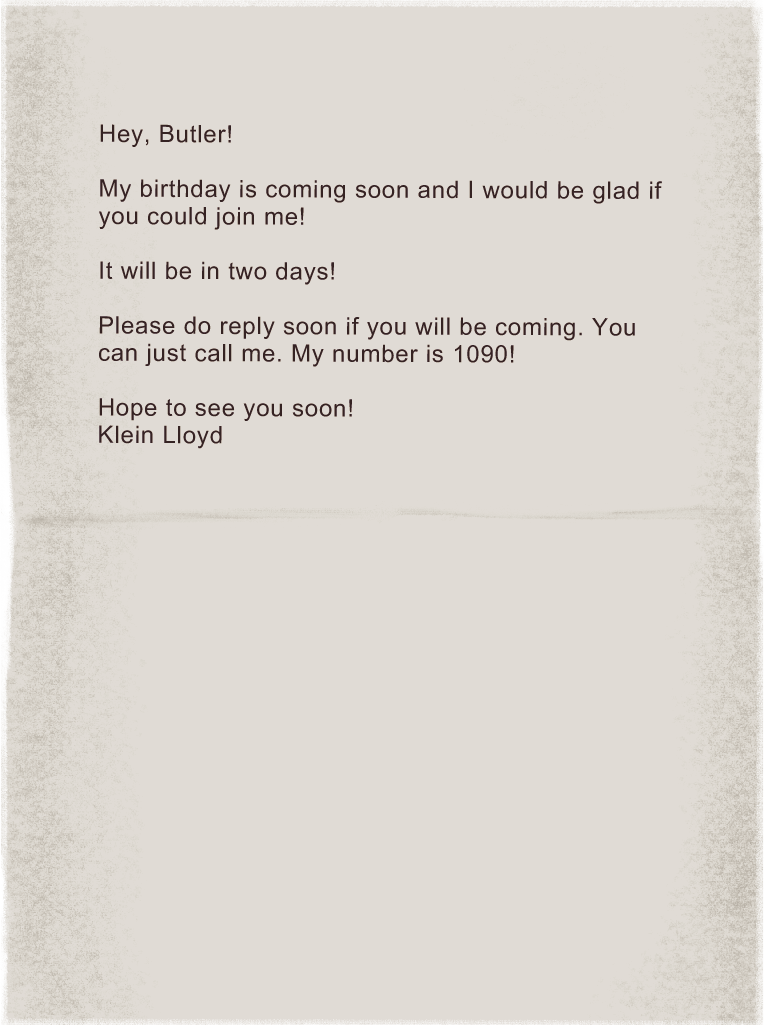 Hey, Butler!
My birthday is coming soon and I would be glad if
you could join me!
It will be in two days!
Please do reply soon if you will be coming. You
can just call me. My number is 1090!
Hope to see you soon!
Klein Lloyd